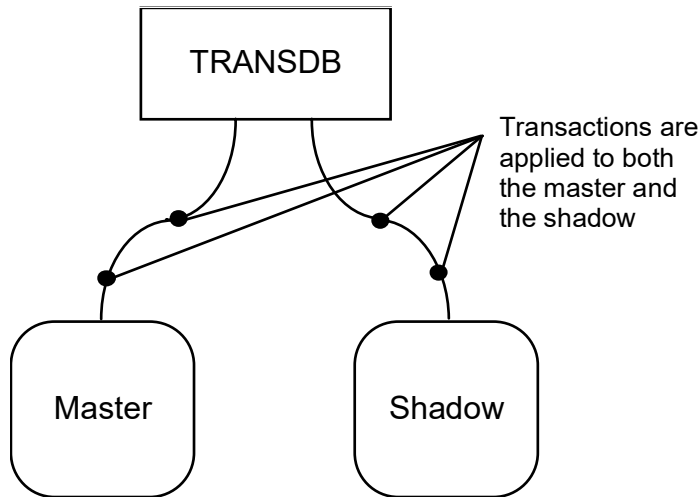 TRANSDB
Transactions are
applied to both
the master and
the shadow
Master
Shadow